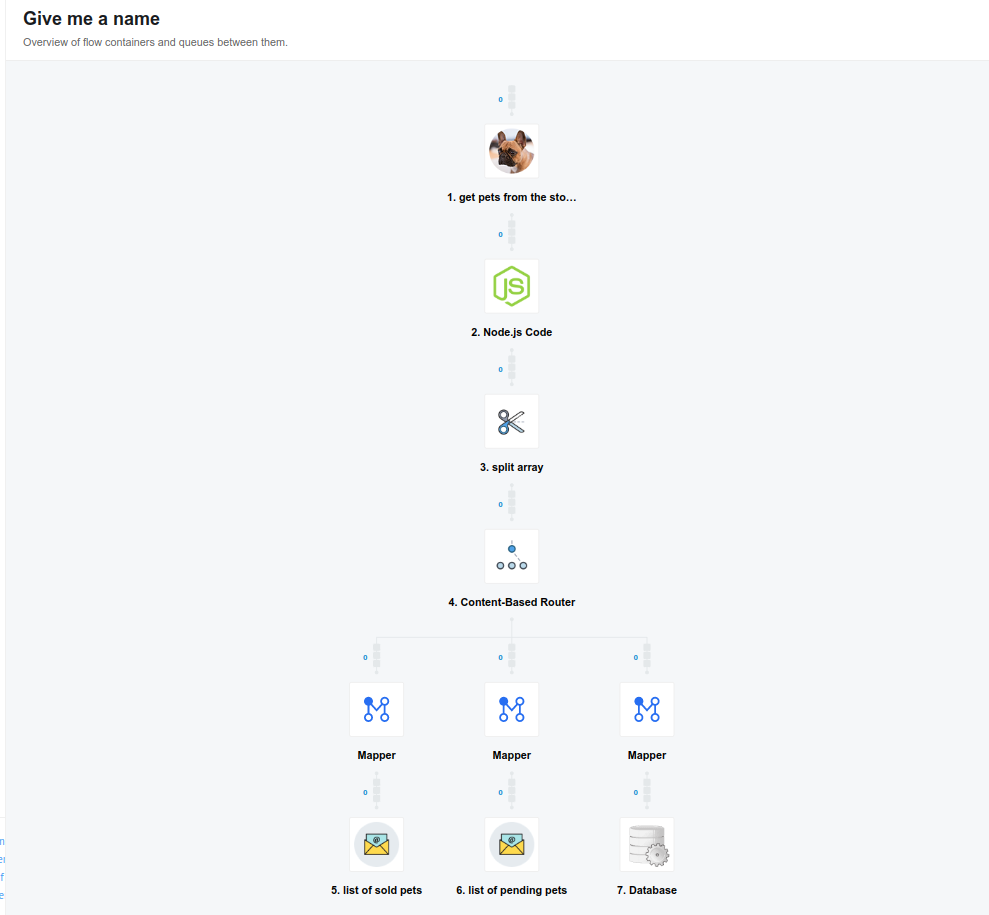 Give me a name
Overview of flow containers and queues between them.
0
1. get pets from the sto...
0
JS
2. Node.js Code
0
3. split array
0
4. Content-Based Router
0 0 0
Mapper Mapper Mapper
0 0 0
@ @
5. list of sold pets 6. list of pending pets 7. Database